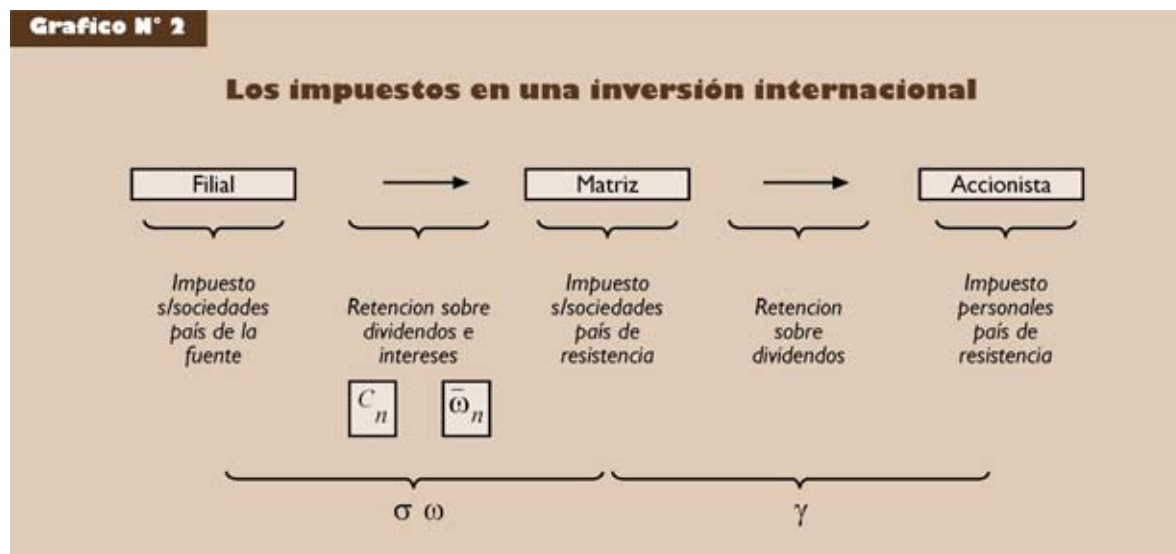 Grafico N° 2
Los impuestos en una inversión internacional
Filial
Matriz
Accionista
Impuesto
s/sociedades
país de la
fuente
Retencion sobre
dividendos e
intereses
Impuesto
s/sociedades
país de
resistencia
Retencion
sobre
dividendos
Impuesto
personales
país de
resistencia
C n
ω̄ n
σ ω
γ